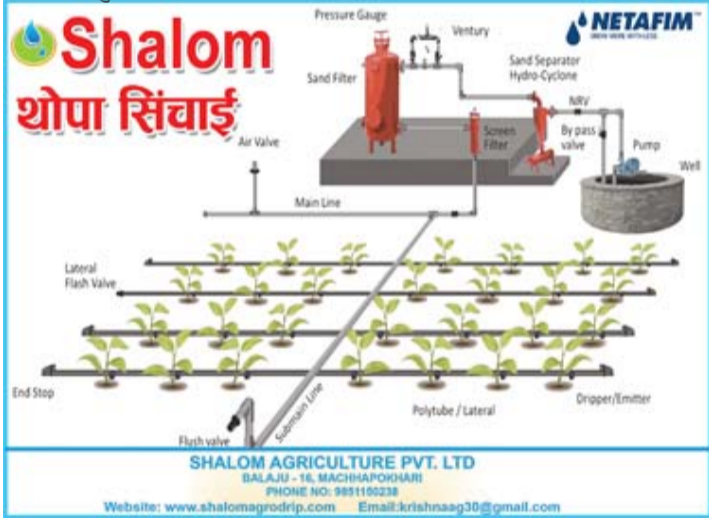 Pressure Gauge
Shalom
थोपा सिंचाई
Ventury
NETAFIM™
GROW MORE WITH LESS
Sand Filter
Sand Separator
Hydro-Cyclone
NRV
Air Valve
Screen
Filter
By pass
valve
Pump
Well
Main Line
Lateral
Flash Valve
End Stop
Submain Line
Polytube / Lateral
Dripper/Emitter
Flush valve
SHALOM AGRICULTURE PVT. LTD
BALAJU - 16, MACHHAPOKHARI
PHONE NO: 9851150238
Website: www.shalomagrodrip.com Email:krishnaag30@gmail.com